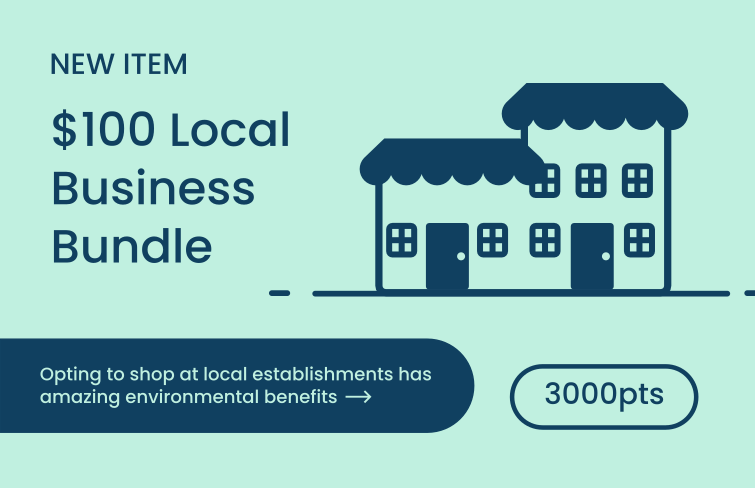 NEW ITEM
$100 Local
Business
Bundle
Opting to shop at local establishments has
amazing environmental benefits →
3000pts